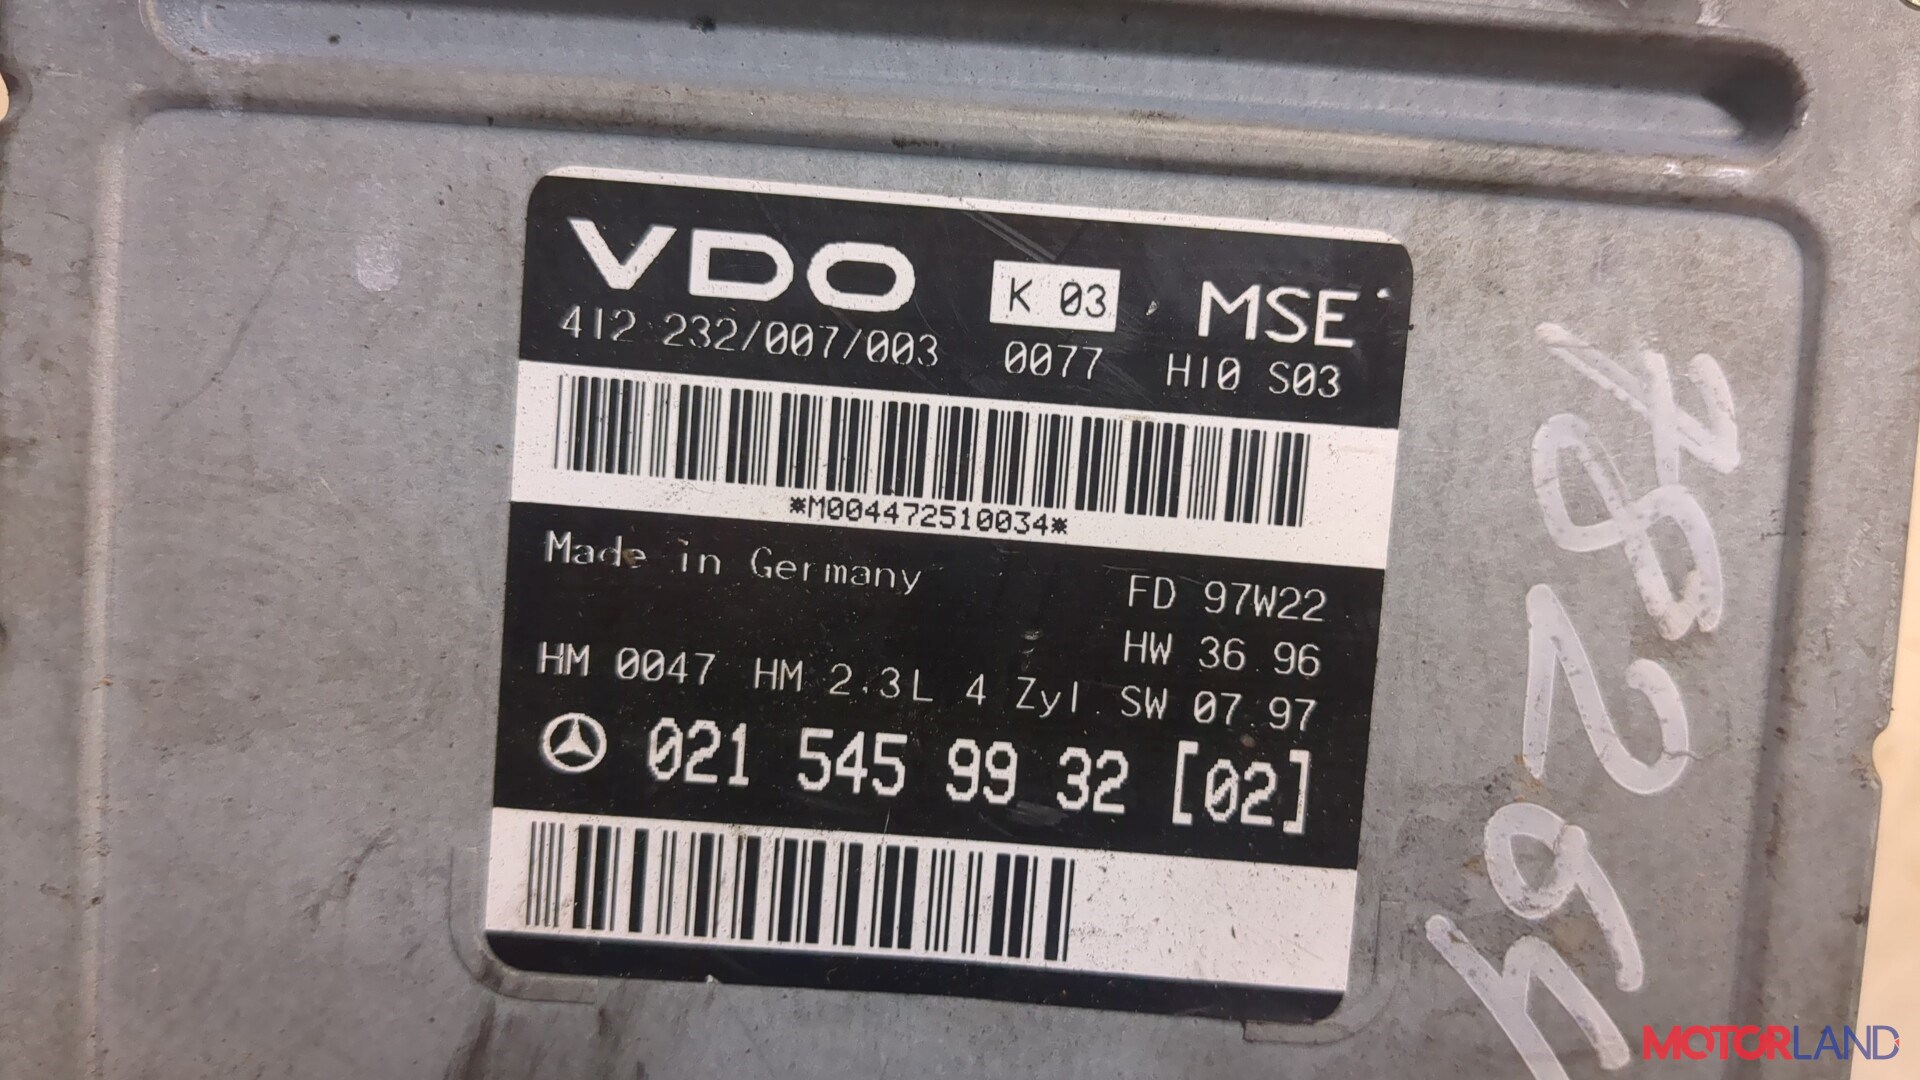 VDO K 03 MSE
412 232/007/003 0077 H10 S03
*M004472510034*
Made in Germany
FD 97W22
HW 36 96
HM 0047 HM 2.3L 4 Zyl. SW 07 97
021 545 99 32 [02]
MOTORLAND